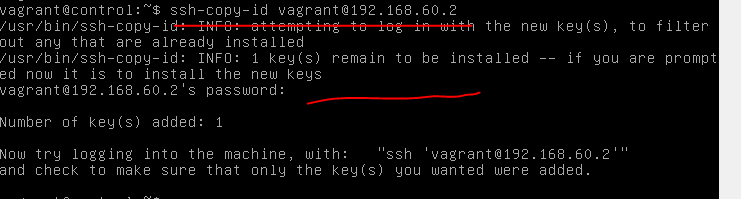 vagrant@control:~$ ssh-copy-id vagrant@192.168.60.2
/usr/bin/ssh-copy-id: INFO: attempting to log in with the new key(s), to filter
out any that are already installed
/usr/bin/ssh-copy-id: INFO: 1 key(s) remain to be installed -- if you are prompt
ed now it is to install the new keys
vagrant@192.168.60.2's password:
Number of key(s) added: 1
Now try logging into the machine, with:   "ssh 'vagrant@192.168.60.2'"
and check to make sure that only the key(s) you wanted were added.
vagrant@control:~$